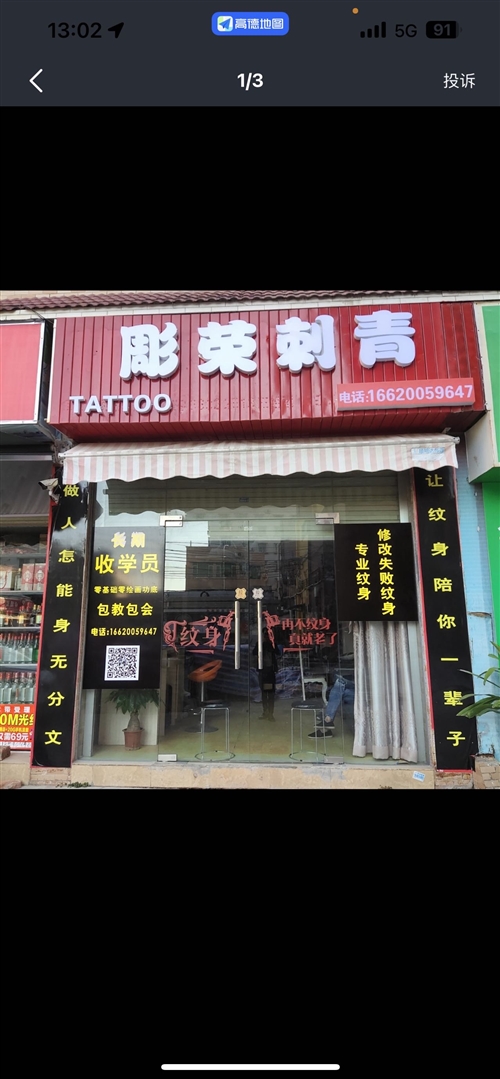 13:02
高德地图
5G
91
1/3
投诉
彫荣刺青
TATTOO
电话:16620059647
做人怎能身无分文
让纹身陪你一辈子
长期
收学员
零基础零绘画功底
包教包会
电话:16620059647
修改失败纹身
专业纹身
纹身
再不纹身
真就老了